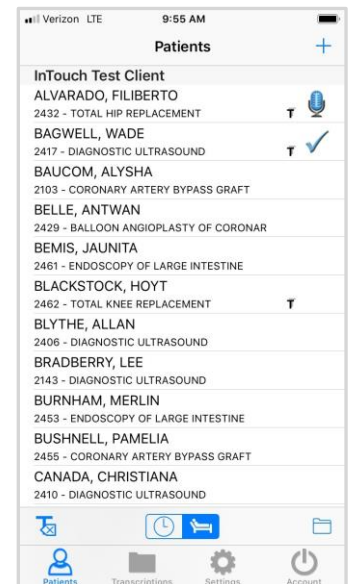 Verizon LTE 9:55 AM
Patients +
InTouch Test Client
ALVARADO, FILIBERTO
2432 - TOTAL HIP REPLACEMENT T
BAGWELL, WADE
2417 - DIAGNOSTIC ULTRASOUND T
BAUCOM, ALYSHA
2103 - CORONARY ARTERY BYPASS GRAFT
BELLE, ANTWAN
2429 - BALLOON ANGIOPLASTY OF CORONAR
BEMIS, JAUNITA
2461 - ENDOSCOPY OF LARGE INTESTINE
BLACKSTOCK, HOYT
2462 - TOTAL KNEE REPLACEMENT T
BLYTHE, ALLAN
2406 - DIAGNOSTIC ULTRASOUND
BRADBERRY, LEE
2143 - DIAGNOSTIC ULTRASOUND
BURNHAM, MERLIN
2453 - ENDOSCOPY OF LARGE INTESTINE
BUSHNELL, PAMELIA
2455 - CORONARY ARTERY BYPASS GRAFT
CANADA, CHRISTIANA
2410 - DIAGNOSTIC ULTRASOUND
Patients Transcriptions Settings Account